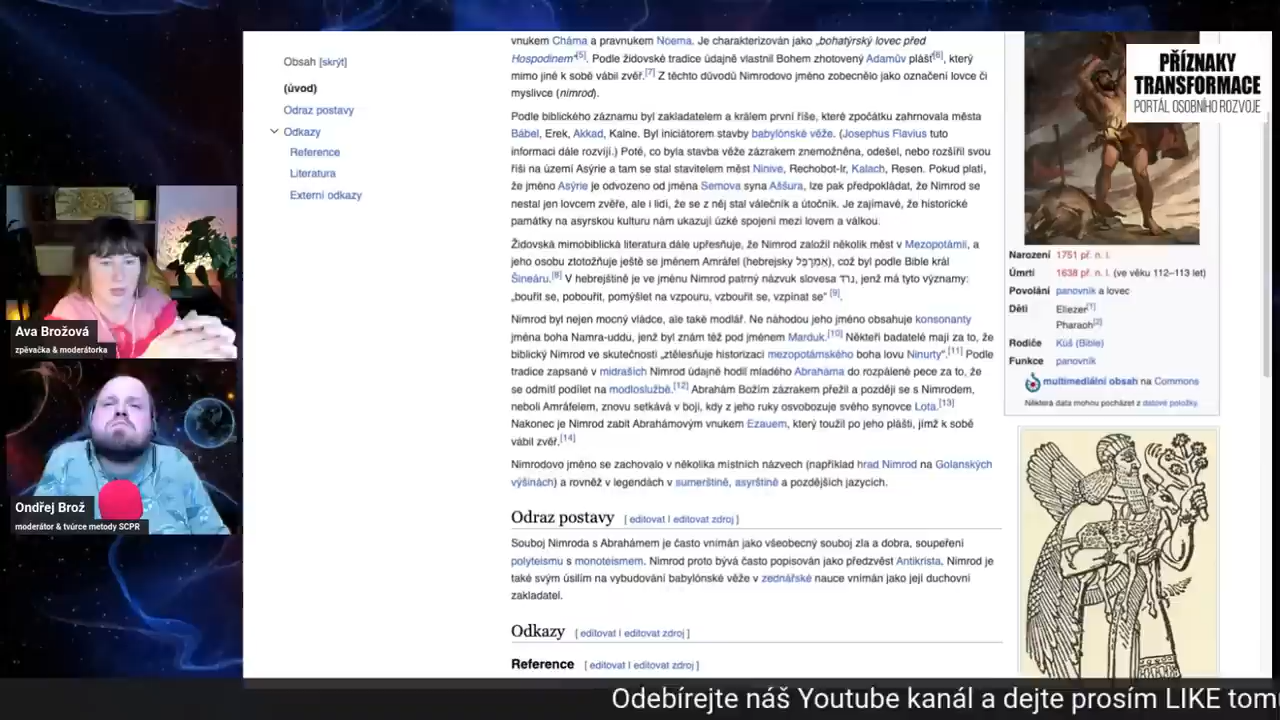 Obsah [skrýt]
(úvod)
Odraz postavy
Odkazy
Reference
Literatura
Externí odkazy
vnukem Cháma a pravnukem Noema. Je charakterizován jako „bohatýrský lovec před
Hospodinem“[5]. Podle židovské tradice údajně vlastnil Bohem zhotovený Adamův plášť[6], který
mimo jiné k sobě vábil zvěř.[7] Z těchto důvodů Nimrodovo jméno zobecnělo jako označení lovce či
myslivce (nimrod).
Podle biblického záznamu byl zakladatelem a králem první říše, které zpočátku zahrnovala města
Bábel, Erek, Akkad, Kalne. Byl iniciátorem stavby babylónské věže. (Josephus Flavius tuto
informaci dále rozvíjí.) Poté, co byla stavba věže zázrakem znemožněna, odešel, nebo rozšířil svou
říši na území Asýrie a tam se stal stavitelem měst Ninive, Rechobot-Ir, Kalach, Resen. Pokud platí,
že jméno Asýrie je odvozeno od jména Semova syna Aššura, lze pak předpokládat, že Nimrod se
nestal jen lovcem zvěře, ale i lidí, že se z něj stal válečník a útočník. Je zajímavé, že historické
památky na asyrskou kulturu nám ukazují úzké spojení mezi lovem a válkou.
Židovská mimobiblická literatura dále upřesňuje, že Nimrod založil několik měst v Mezopotámii, a
jeho osobu ztotožňuje ještě se jménem Amráfel (hebrejsky אַמְרָפֶל), což byl podle Bible král
Šineáru.[8] V hebrejštině je ve jménu Nimrod patrný názvuk slovesa מרד, jenž má tyto významy:
„bouřit se, pobouřit, pomýšlet na vzpouru, vzbouřit se, vzpínat se“ [9].
Nimrod byl nejen mocný vládce, ale také modlář. Ne náhodou jeho jméno obsahuje konsonanty
jména boha Namra-uddu, jenž byl znám též pod jménem Marduk.[10] Někteří badatelé mají za to, že
biblický Nimrod ve skutečnosti „ztělesňuje historizaci mezopotámského boha lovu Ninurty“.[11] Podle
tradice zapsané v midraších Nimrod údajně hodil mladého Abraháma do rozpálené pece za to, že
se odmítl podílet na modloslužbě.[12] Abrahám Božím zázrakem přežil a později se s Nimrodem,
neboli Amráfelem, znovu setkává v boji, kdy z jeho ruky osvobozuje svého synovce Lota.[13]
Nakonec je Nimrod zabit Abrahámovým vnukem Ezauem, který toužil po jeho plášti, jímž k sobě
vábil zvěř.[14]
Nimrodovo jméno se zachovalo v několika místních názvech (například hrad Nimrod na Golanských
výšinách) a rovněž v legendách v sumerštině, asyrštině a pozdějších jazycích.
Odraz postavy [ editovat | editovat zdroj ]
Souboj Nimroda s Abrahámem je často vnímán jako všeobecný souboj zla a dobra, soupeření
polyteismu s monoteismem. Nimrod proto bývá často popisován jako předzvěst Antikrista. Nimrod je
také svým úsilím na vybudování babylónské věže v zednářské nauce vnímán jako její duchovní
zakladatel.
Odkazy [ editovat | editovat zdroj ]
Reference [ editovat | editovat zdroj ]
PŘÍZNAKY
TRANSFORMACE
PORTÁL OSOBNÍHO ROZVOJE
Narození 1751 př. n. l.
Úmrtí 1638 př. n. l. (ve věku 112–113 let)
Povolání panovník a lovec
Děti Eliezer[1]
Pharaoh[2]
Rodiče Kúš (Bible)
Funkce panovník
multimediální obsah na Commons
Některá data mohou pocházet z datové položky.
Ava Brožová
zpěvačka & moderátorka
Ondřej Brož
moderátor & tvůrce metody SCPR
Odebírejte náš Youtube kanál a dejte prosím LIKE tom